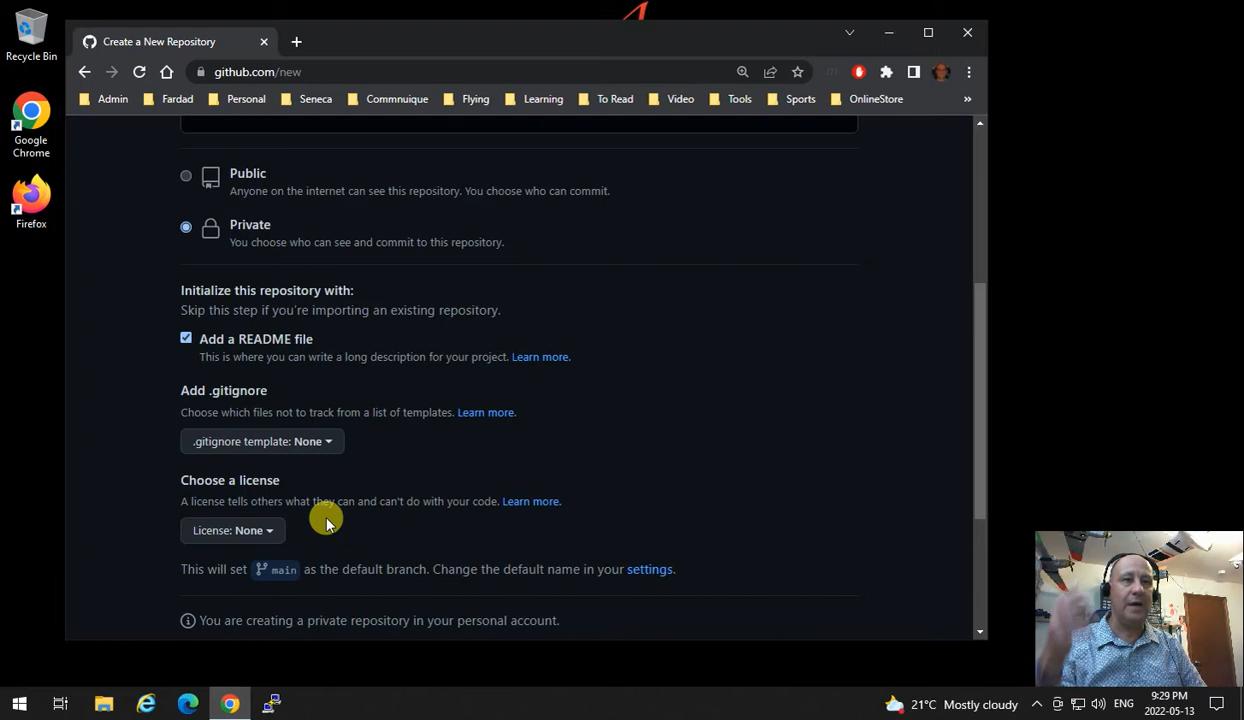 Recycle Bin
Google
Chrome
Firefox
Create a New Repository
github.com/new
Admin
Fardad
Personal
Seneca
Commnuique
Flying
Learning
To Read
Video
Tools
Sports
OnlineStore
»
Public
Anyone on the internet can see this repository. You choose who can commit.
Private
You choose who can see and commit to this repository.
Initialize this repository with:
Skip this step if you're importing an existing repository.
Add a README file
This is where you can write a long description for your project. Learn more.
Add .gitignore
Choose which files not to track from a list of templates. Learn more.
.gitignore template: None
Choose a license
A license tells others what they can and can't do with your code. Learn more.
License: None
This will set main as the default branch. Change the default name in your settings.
You are creating a private repository in your personal account.
21°C Mostly cloudy
ENG
9:29 PM
2022-05-13